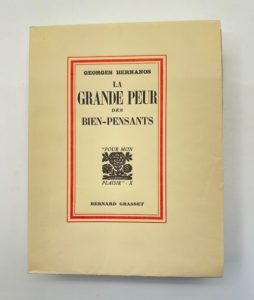 GEORGES BERNANOS
LA
GRANDE PEUR
DES
BIEN-PENSANTS
"POUR MON
PLAISIR" - X
BERNARD GRASSET